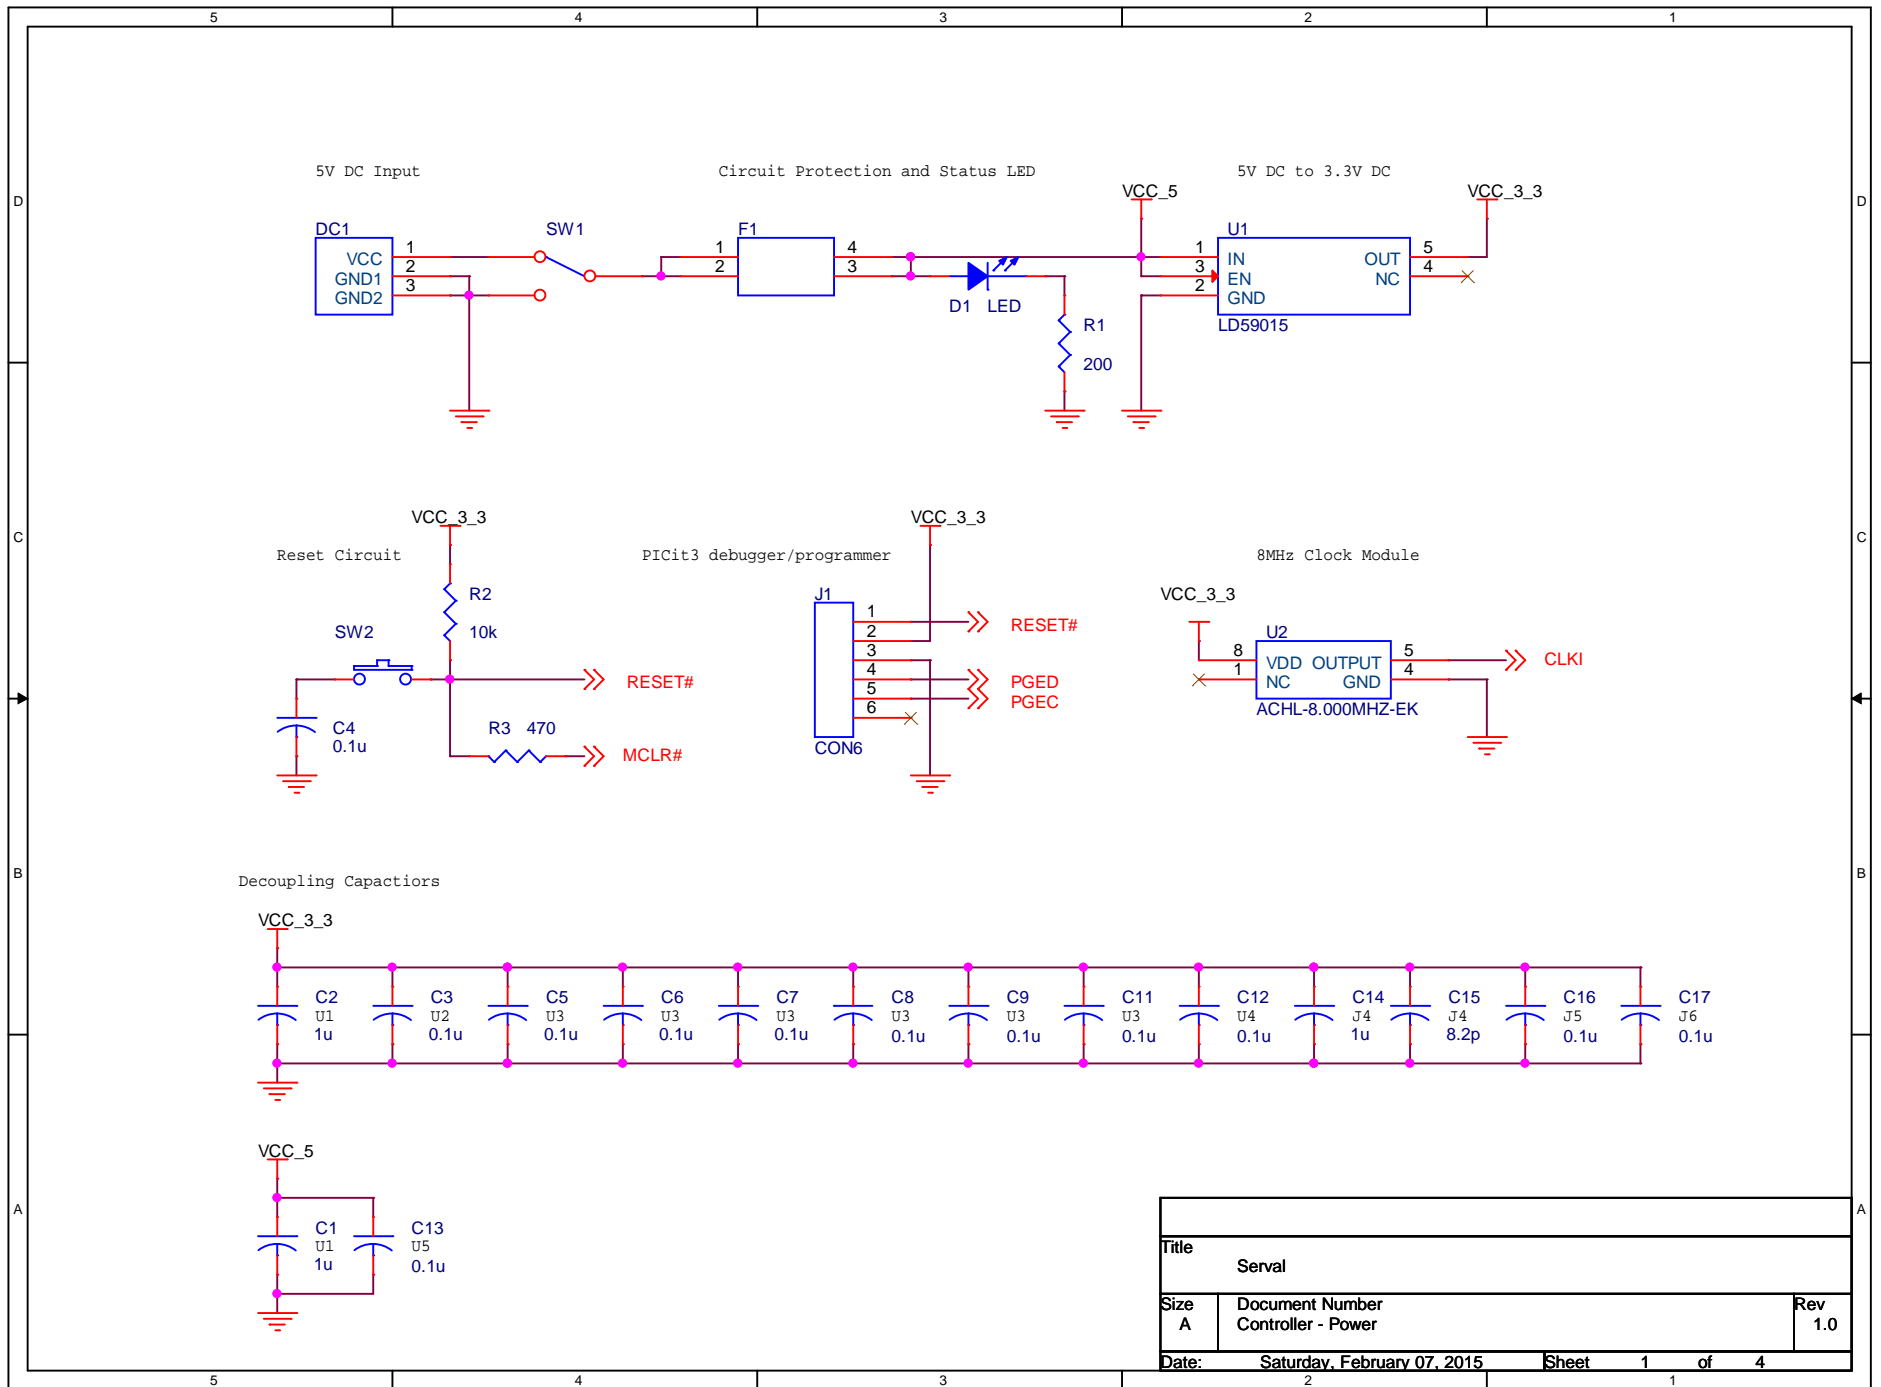 5 4 3 2 1
D D
C C
B B
A A
5V DC Input
Circuit Protection and Status LED
5V DC to 3.3V DC
VCC_5
VCC_3_3
DC1
SW1
F1
U1
VCC 1
GND1 2
GND2 3
1
2
4
3
1 IN
3 EN
2 GND
OUT 5
NC 4
LD59015
D1 LED
R1
200
VCC_3_3
Reset Circuit
R2
10k
SW2
RESET#
C4
0.1u
R3 470
MCLR#
VCC_3_3
PICit3 debugger/programmer
J1
1
2
3
4
5
6
RESET#
PGED
PGEC
CON6
8MHz Clock Module
VCC_3_3
U2
8 VDD OUTPUT 5
1 NC GND 4
CLKI
ACHL-8.000MHZ-EK
Decoupling Capactiors
VCC_3_3
C2
U1
1u
C3
U2
0.1u
C5
U3
0.1u
C6
U3
0.1u
C7
U3
0.1u
C8
U3
0.1u
C9
U3
0.1u
C11
U3
0.1u
C12
U4
0.1u
C14
J4
1u
C15
J4
8.2p
C16
J5
0.1u
C17
J6
0.1u
VCC_5
C1
U1
1u
C13
U5
0.1u
Title
Serval
Size
A
Document Number
Controller - Power
Rev
1.0
Date: Saturday, February 07, 2015
Sheet 1 of 4
5 4 3 2 1